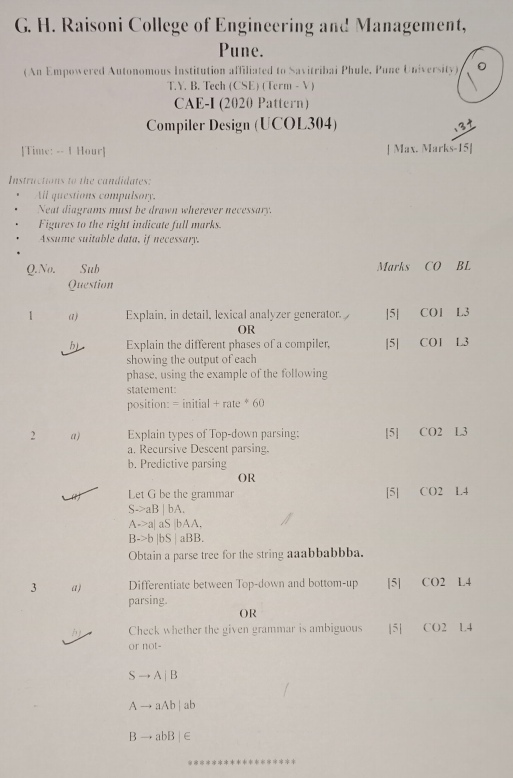 G. H. Raisoni College of Engineering and Management,
Pune.
(An Empowered Autonomous Institution affiliated to Savitribai Phule, Pune University)
T.Y. B. Tech (CSE) (Term - V)
CAE-I (2020 Pattern)
Compiler Design (UCOL304)
[Time: -- 1 Hour] [ Max. Marks-15]
Instructions to the candidates:
• All questions compulsory.
• Neat diagrams must be drawn wherever necessary.
• Figures to the right indicate full marks.
• Assume suitable data, if necessary.
•
Q.No. Sub Marks CO BL
Question
1 a) Explain, in detail, lexical analyzer generator. [5] CO1 L3
OR
b) Explain the different phases of a compiler, [5] CO1 L3
showing the output of each
phase, using the example of the following
statement:
position: = initial + rate * 60
2 a) Explain types of Top-down parsing; [5] CO2 L3
a. Recursive Descent parsing.
b. Predictive parsing
OR
Let G be the grammar [5] CO2 L4
S->aB | bA,
A->a| aS |bAA,
B->b |bS | aBB.
Obtain a parse tree for the string aaabbabbba.
3 a) Differentiate between Top-down and bottom-up [5] CO2 L4
parsing.
OR
b) Check whether the given grammar is ambiguous [5] CO2 L4
or not-
S → A | B
A → aAb | ab
B → abB | ∈
******************